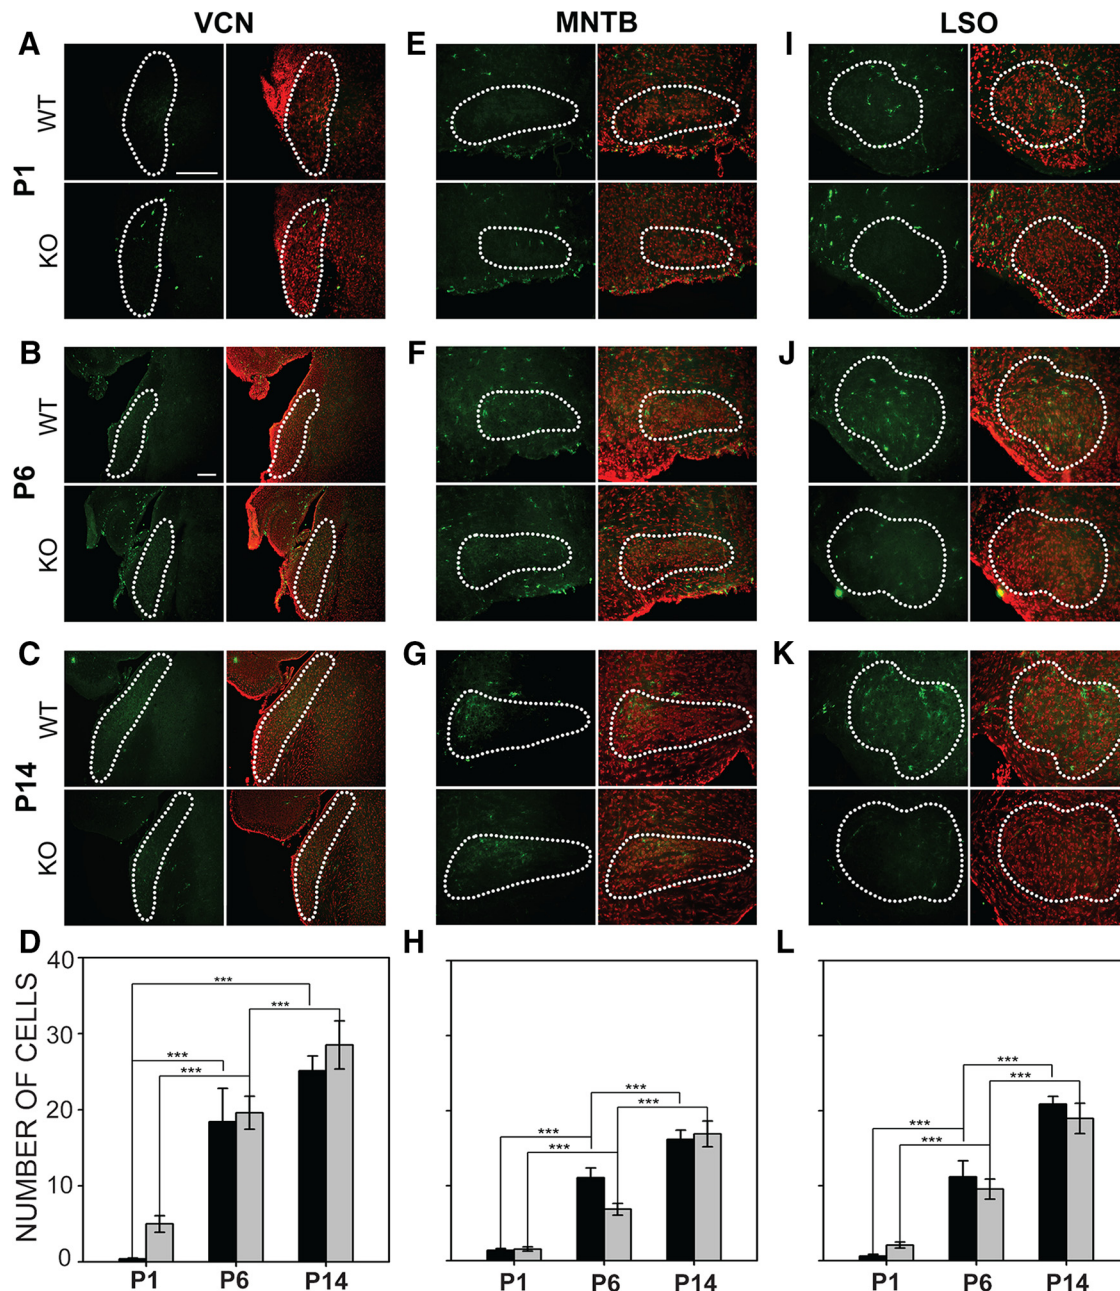 VCN MNTB LSO
A E I
WT
P1
KO
B F J
WT
P6
KO
C G K
WT
P14
KO
D H L
NUMBER OF CELLS
40
30
20
10
0
*** *** *** ***
*** *** *** ***
*** *** *** ***
P1 P6 P14
P1 P6 P14
P1 P6 P14